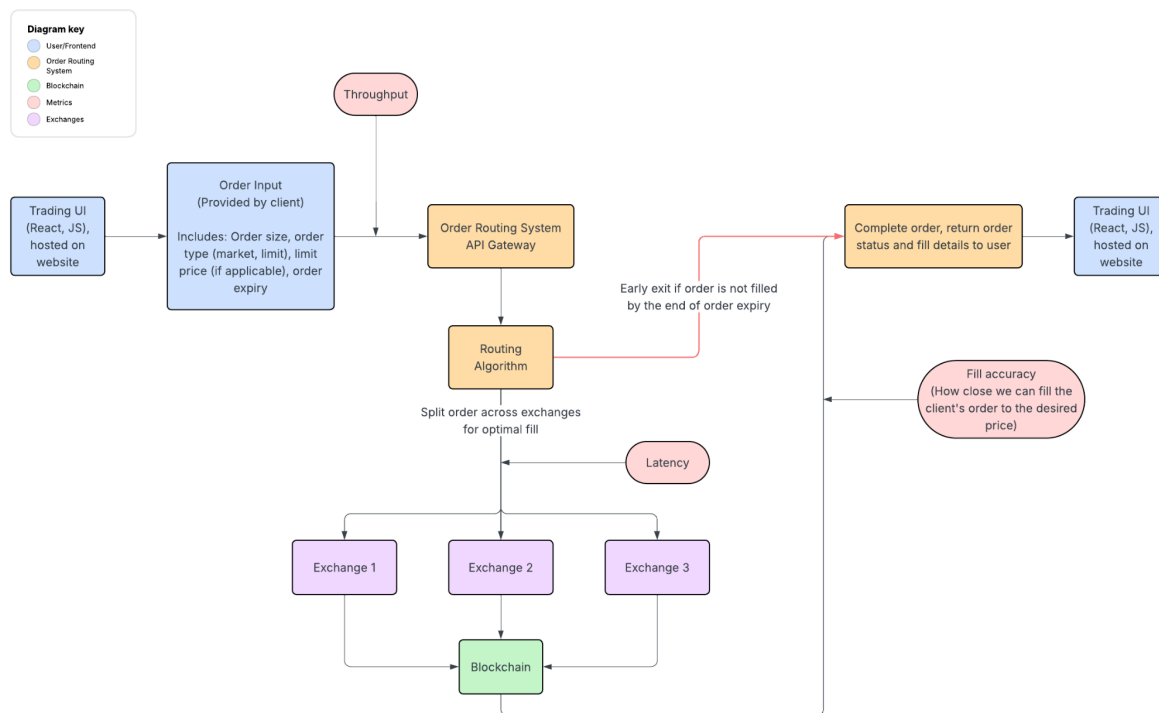 Diagram key
User/Frontend
Order Routing
System
Blockchain
Metrics
Exchanges
Throughput
Trading UI
(React, JS),
hosted on
website
Order Input
(Provided by client)
Includes: Order size, order
type (market, limit), limit
price (if applicable), order
expiry
Order Routing System
API Gateway
Complete order, return order
status and fill details to user
Trading UI
(React, JS),
hosted on
website
Early exit if order is not filled
by the end of order expiry
Routing
Algorithm
Split order across exchanges
for optimal fill
Fill accuracy
(How close we can fill the
client's order to the desired
price)
Latency
Exchange 1
Exchange 2
Exchange 3
Blockchain